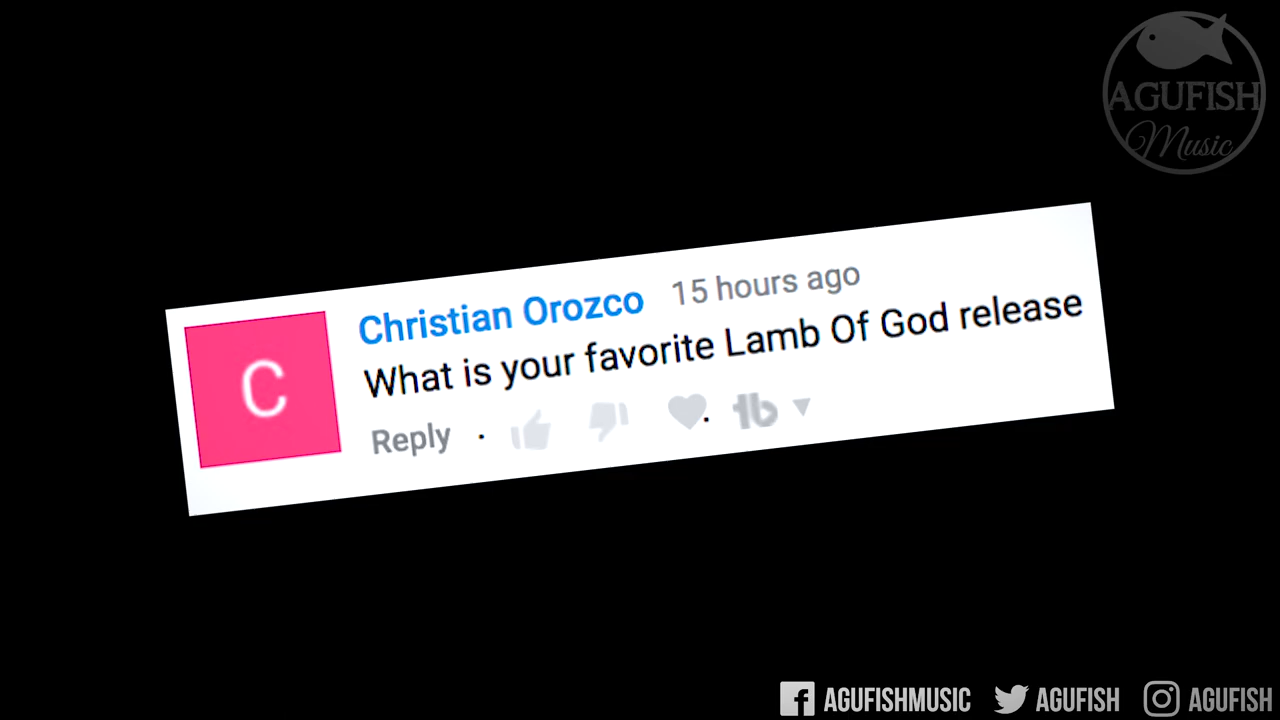 AGUFISH
Music
Christian Orozco 15 hours ago
What is your favorite Lamb Of God release
C
Reply
tb
AGUFISHMUSIC AGUFISH AGUFISH